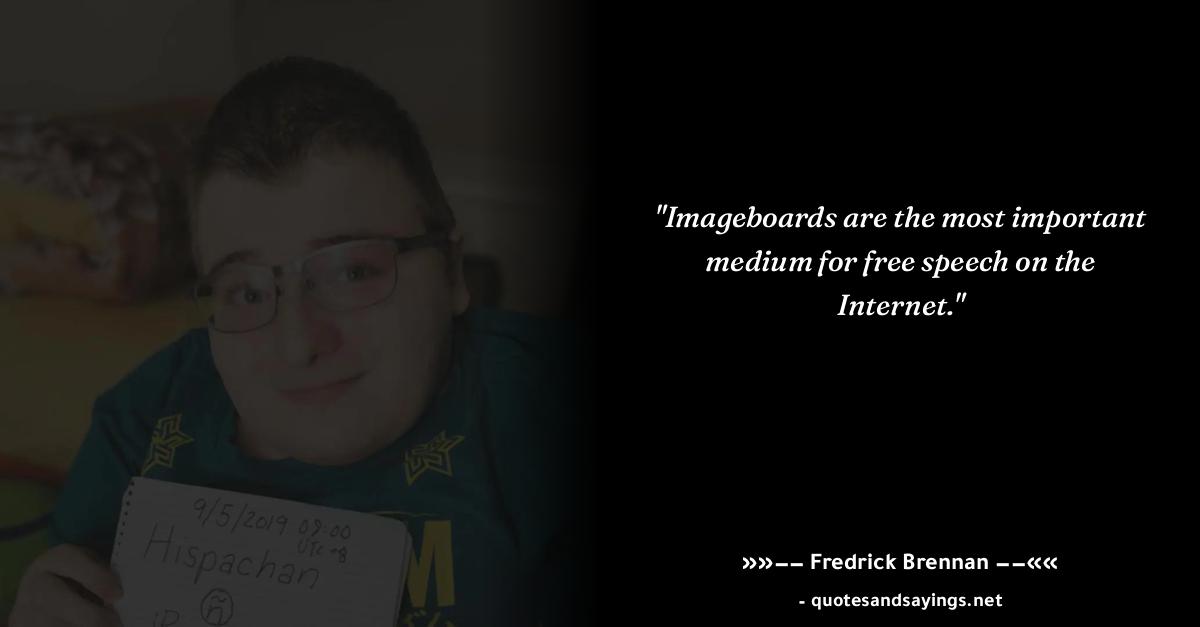 "Imageboards are the most important
medium for free speech on the
Internet."
»»−− Fredrick Brennan −−««
- quotesandsayings.net
9/5/2019 09:00
UTC +8
Hispachan
ñ
M